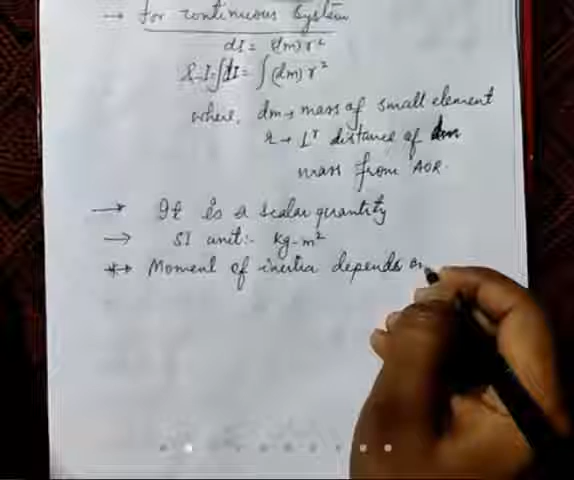 → for continuous System
dI = (dm) r²
& I = ∫dI = ∫(dm) r²
where, dm → mass of small element
r → ⊥r distance of dm
mass from AOR.
→ It is a scalar quantity
→ SI unit:- kg-m²
*→ Moment of inertia depends on